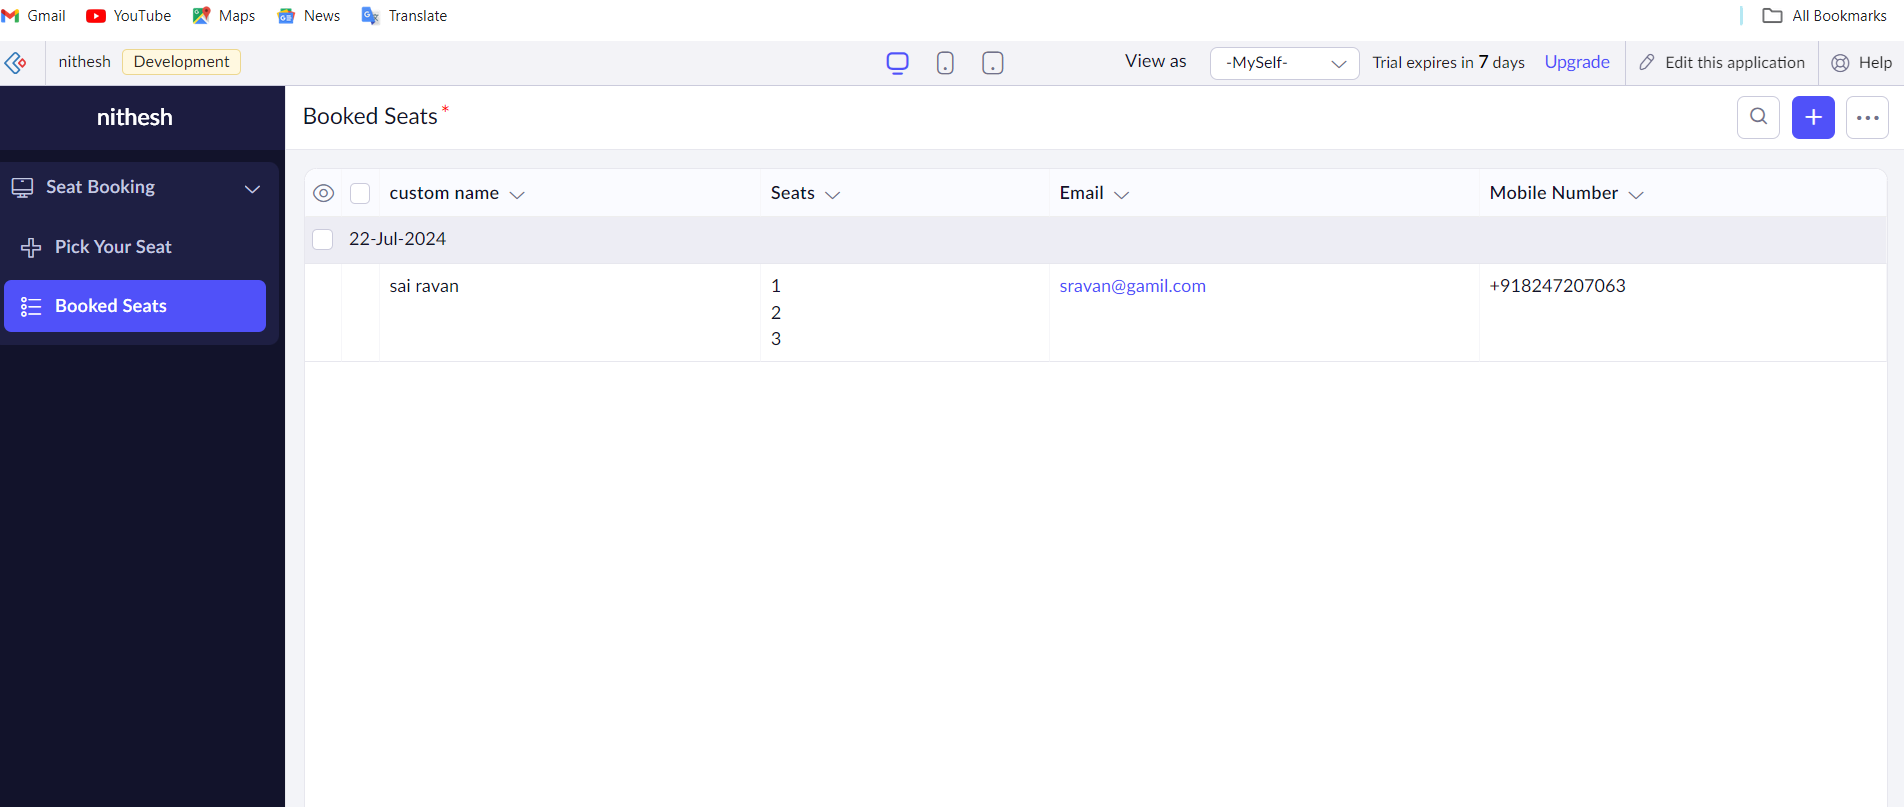 Gmail YouTube Maps News Translate All Bookmarks
nithesh Development View as -MySelf- Trial expires in 7 days Upgrade Edit this application Help
nithesh
Booked Seats *
Seat Booking
Pick Your Seat
Booked Seats
custom name Seats Email Mobile Number
22-Jul-2024
sai ravan 1 sravan@gamil.com +918247207063
2
3